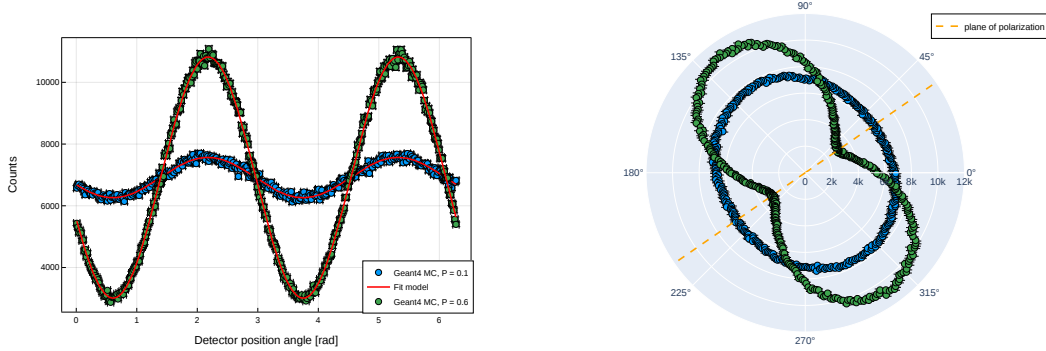 10000
8000
6000
4000
Counts
0
1
2
3
4
5
6
Detector position angle [rad]
Geant4 MC, P = 0.1
Fit model
Geant4 MC, P = 0.6
90°
135°
45°
180°
0°
0
2k
4k
6k
8k
10k
12k
225°
315°
270°
plane of polarization